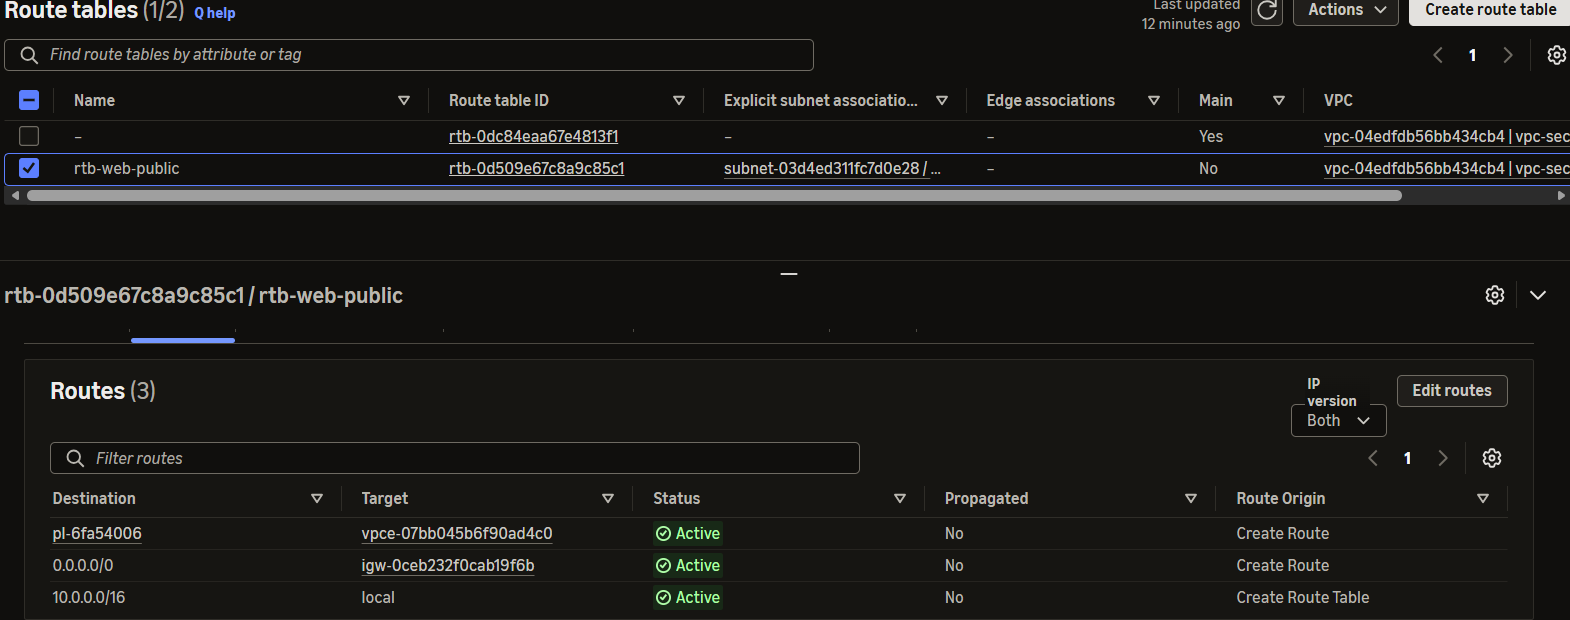 Route tables (1/2) Q help
Last updated
12 minutes ago
Actions
Create route table
Find route tables by attribute or tag
1
Name Route table ID Explicit subnet associatio... Edge associations Main VPC
– rtb-0dc84eaa67e4813f1 – – Yes vpc-04edfdb56bb434cb4 | vpc-sec
rtb-web-public rtb-0d509e67c8a9c85c1 subnet-03d4ed311fc7d0e28 / ... – No vpc-04edfdb56bb434cb4 | vpc-sec
rtb-0d509e67c8a9c85c1 / rtb-web-public
Routes (3)
IP
version
Both
Edit routes
Filter routes
1
Destination Target Status Propagated Route Origin
pl-6fa54006 vpce-07bb045b6f90ad4c0 Active No Create Route
0.0.0.0/0 igw-0ceb232f0cab19f6b Active No Create Route
10.0.0.0/16 local Active No Create Route Table